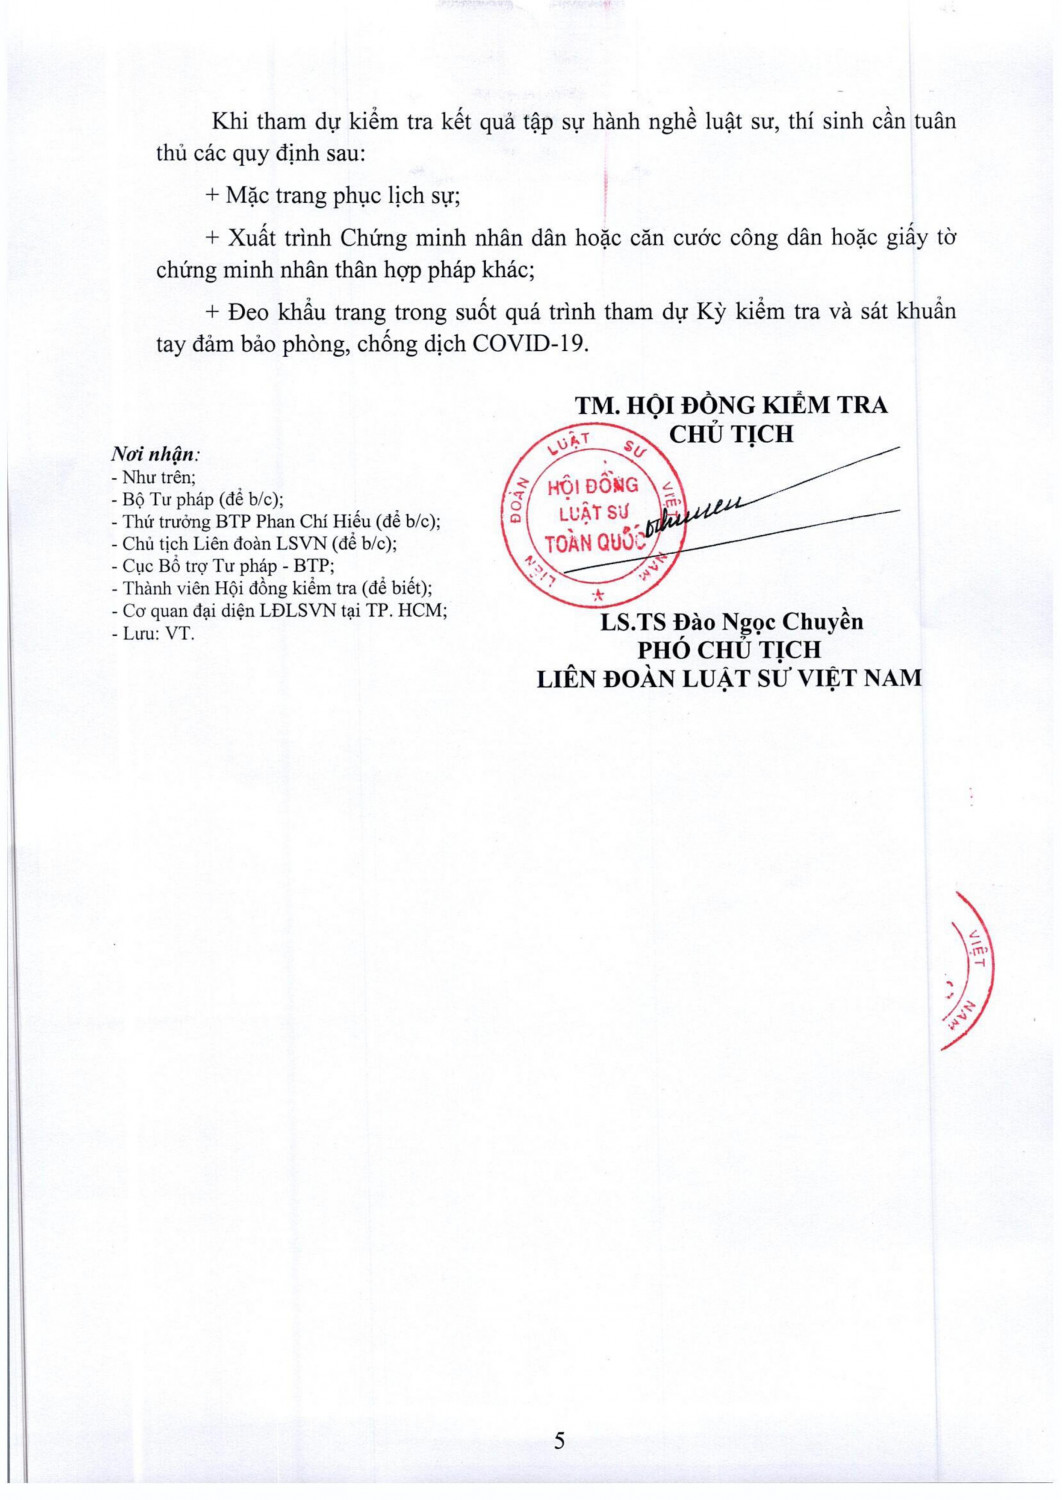 Khi tham dự kiểm tra kết quả tập sự hành nghề luật sư, thí sinh cần tuân
thủ các quy định sau:
+ Mặc trang phục lịch sự;
+ Xuất trình Chứng minh nhân dân hoặc căn cước công dân hoặc giấy tờ
chứng minh nhân thân hợp pháp khác;
+ Đeo khẩu trang trong suốt quá trình tham dự Kỳ kiểm tra và sát khuẩn
tay đảm bảo phòng, chống dịch COVID-19.
TM. HỘI ĐỒNG KIỂM TRA
CHỦ TỊCH
Nơi nhận:
- Như trên;
- Bộ Tư pháp (để b/c);
- Thứ trưởng BTP Phan Chí Hiếu (để b/c);
- Chủ tịch Liên đoàn LSVN (để b/c);
- Cục Bổ trợ Tư pháp - BTP;
- Thành viên Hội đồng kiểm tra (để biết);
- Cơ quan đại diện LĐLSVN tại TP. HCM;
- Lưu: VT.
LIÊN ĐOÀN LUẬT SƯ VIỆT NAM
HỘI ĐỒNG
LUẬT SƯ
TOÀN QUỐC
LS.TS Đào Ngọc Chuyền
PHÓ CHỦ TỊCH
LIÊN ĐOÀN LUẬT SƯ VIỆT NAM
VIỆT NAM
5